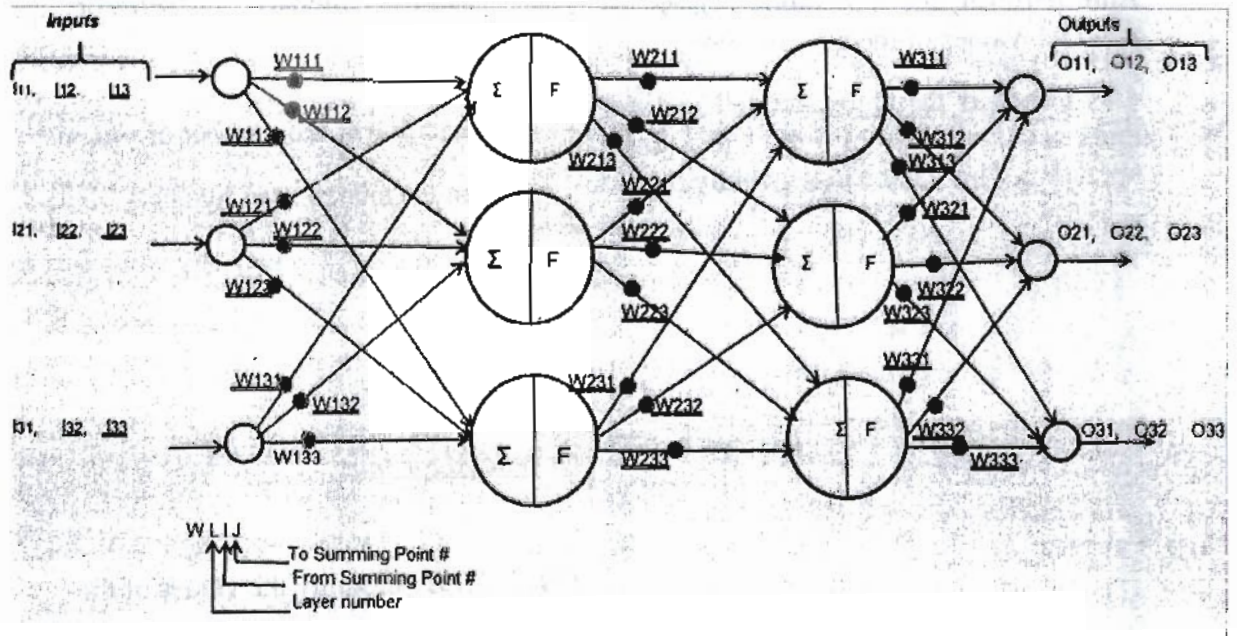 Inputs
Outputs
I11, I12. I13
O11, O12, O13
W111
W112
W113
W211
W212
W213
W311
W312
W313
Σ F
Σ F
I21, I22, I23
O21, O22, O23
W121
W122
W123
W221
W222
W223
W321
W322
W323
Σ F
Σ F
I31, I32, I33
O31, O32 O33
W131
W132
W133
W231
W232
W233
W331
W332
W333
Σ F
Σ F
W L I J
To Summing Point #
From Summing Point #
Layer number